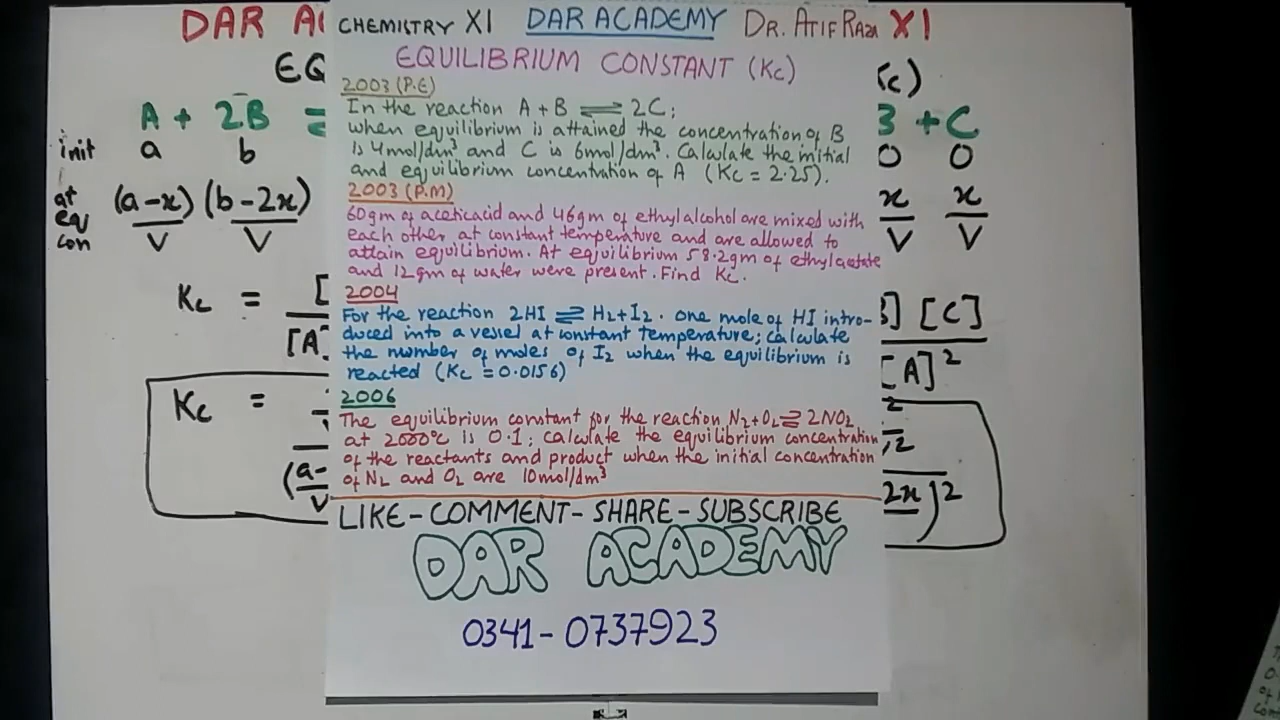 DAR A
CHEMISTRY XI DAR ACADEMY DR. ATIF RAZA XI
EQ
EQUILIBRIUM CONSTANT (Kc)
c)
2003 (P.E)
In the reaction A + B ⇌ 2C;
when equilibrium is attained the concentration of B
is 4mol/dm³ and C is 6mol/dm³. Calculate the initial
and equilibrium concentration of A (Kc = 2.25).
2003 (P.M)
60gm of aceticacid and 46gm of ethylalcohol are mixed with
each other at constant temperature and are allowed to
attain equilibrium. At equilibrium 58.2gm of ethylacetate
and 12gm of water were present. Find Kc.
2004
For the reaction 2HI ⇌ H2+I2. one mole of HI intro-
duced into a vessel at constant temperature; calculate
the number of moles of I2 when the equilibrium is
reacted (Kc = 0.0156)
2006
The equilibrium constant for the reaction N2+O2⇌2NO2
at 2000°c is 0.1; calculate the equilibrium concentration
of the reactants and product when the initial concentration
of N2 and O2 are 10mol/dm³
LIKE-COMMENT-SHARE-SUBSCRIBE
DAR ACADEMY
0341-0737923
A + 2B ⇌
init a b
at (a-x) (b-2x)
eq V V
con
Kc = [
[A]
Kc =
(a-
V
B + C
0 0
x x
V V
B] [C]
[A]²
2
2x)²